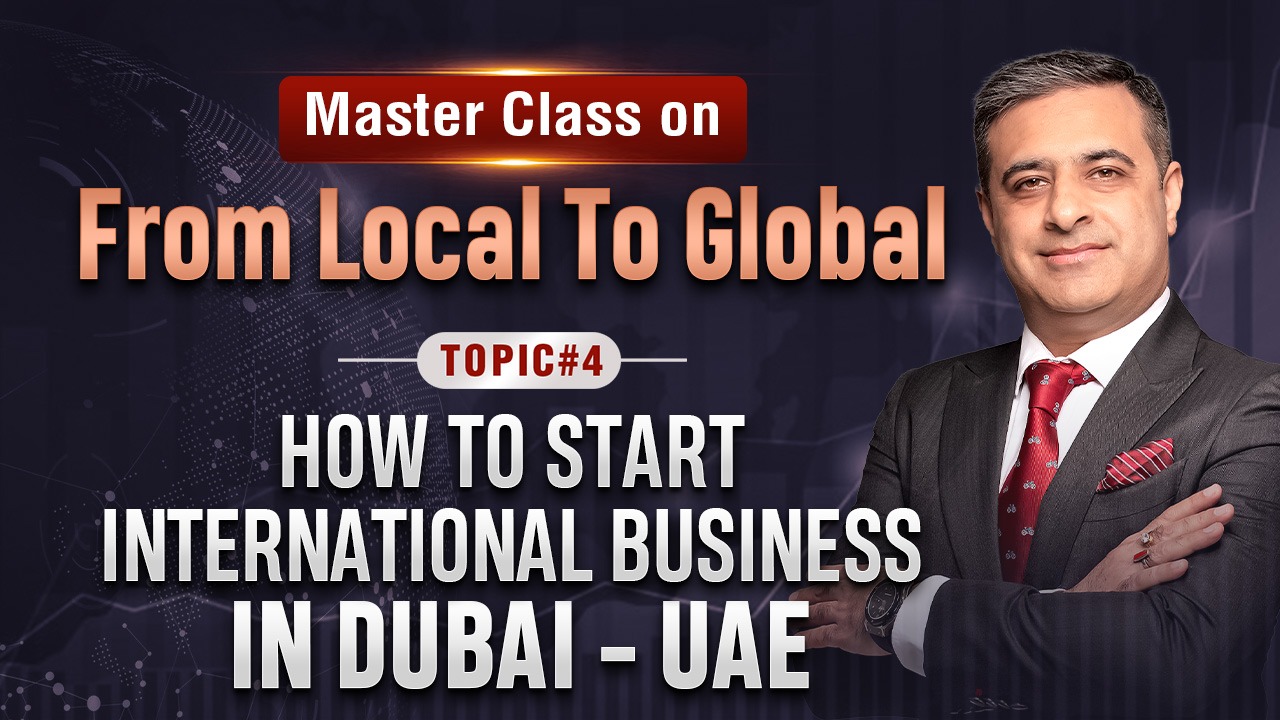 Master Class on
From Local To Global
TOPIC#4
HOW TO START
INTERNATIONAL BUSINESS
IN DUBAI - UAE